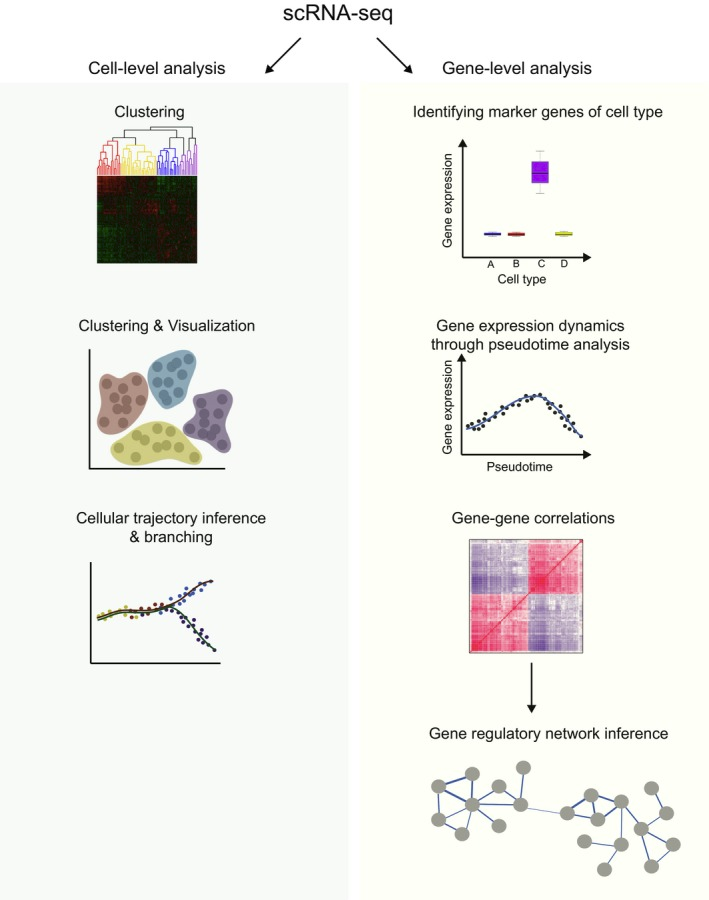 scRNA-seq
Cell-level analysis
Gene-level analysis
Clustering
Clustering & Visualization
Cellular trajectory inference
& branching
Identifying marker genes of cell type
Gene expression
A B C D
Cell type
Gene expression dynamics
through pseudotime analysis
Gene expression
Pseudotime
Gene-gene correlations
Gene regulatory network inference